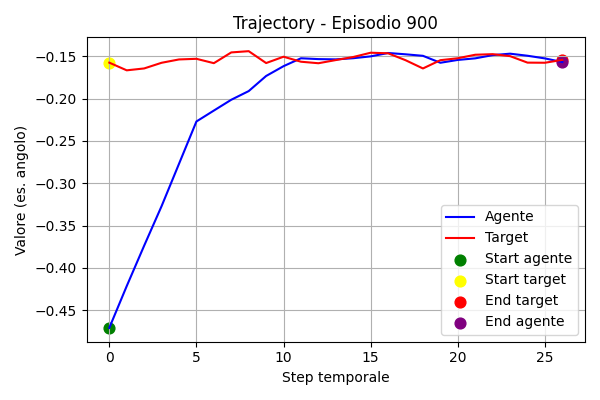 Trajectory - Episodio 900
Valore (es. angolo)
−0.15
−0.20
−0.25
−0.30
−0.35
−0.40
−0.45
Agente
Target
Start agente
Start target
End target
End agente
0 5 10 15 20 25
Step temporale